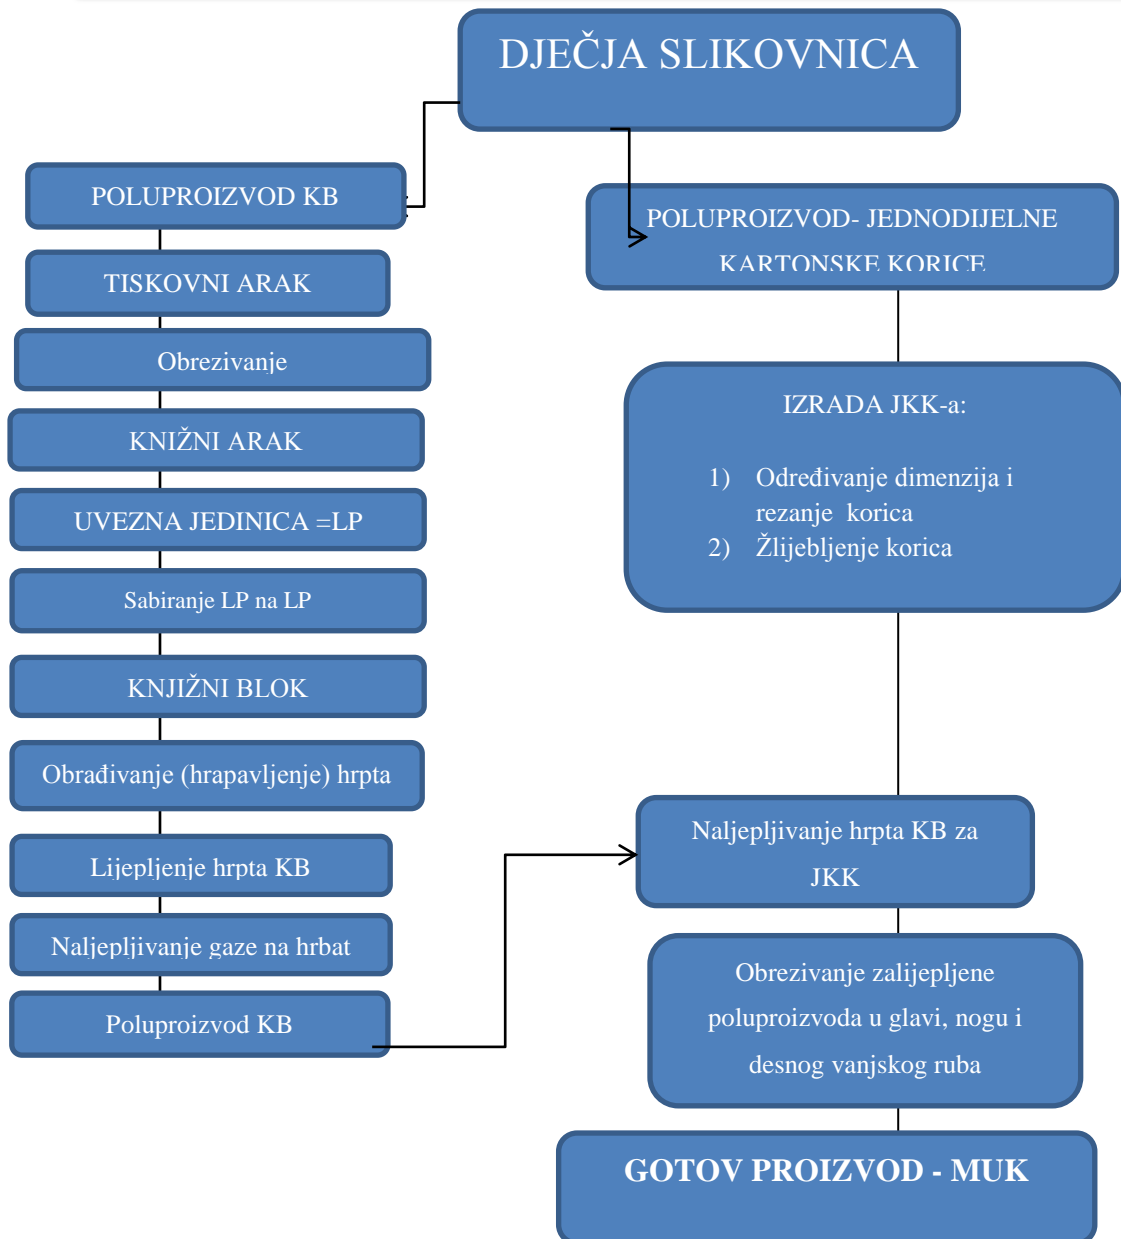 DJEČJA SLIKOVNICA
POLUPROIZVOD KB
TISKOVNI ARAK
Obrezivanje
KNIŽNI ARAK
UVEZNA JEDINICA =LP
Sabiranje LP na LP
KNJIŽNI BLOK
Obrađivanje (hrapavljenje) hrpta
Lijepljenje hrpta KB
Naljepljivanje gaze na hrbat
Poluproizvod KB
POLUPROIZVOD- JEDNODIJELNE
KARTONSKE KORICE
IZRADA JKK-a:
1) Određivanje dimenzija i
rezanje korica
2) Žlijebljenje korica
Naljepljivanje hrpta KB za
JKK
Obrezivanje zalijepljene
poluproizvoda u glavi, nogu i
desnog vanjskog ruba
GOTOV PROIZVOD - MUK